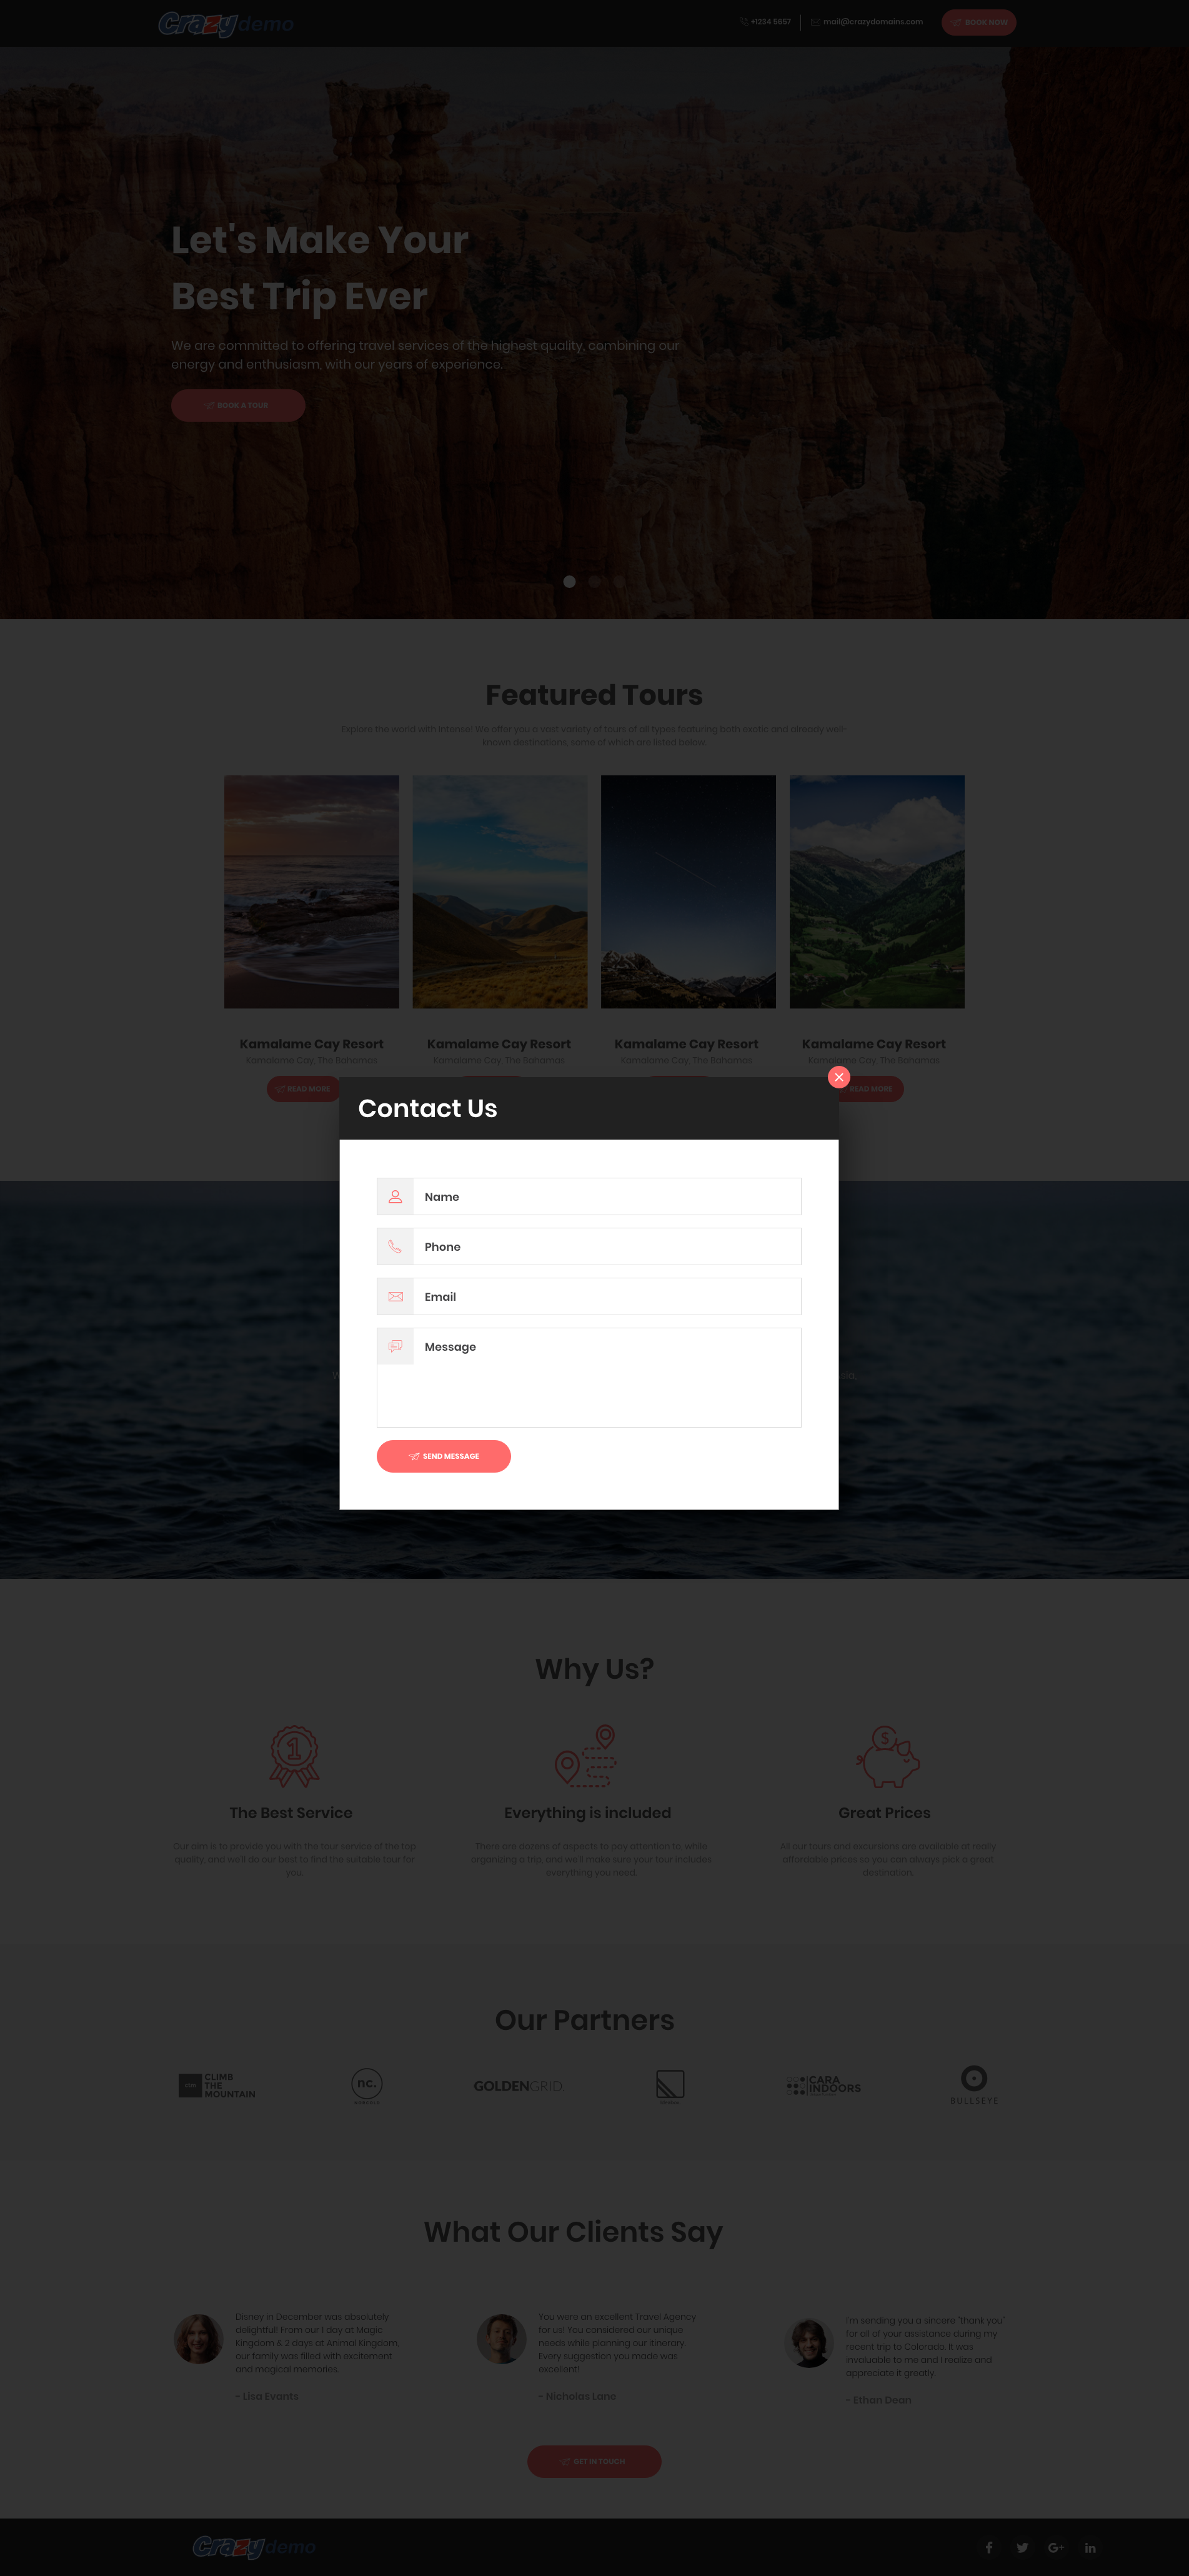 Crazy demo
+1234 5657
mail@crazydomains.com
BOOK NOW
Let's Make Your
Best Trip Ever
We are committed to offering travel services of the highest quality, combining our
energy and enthusiasm, with our years of experience.
BOOK A TOUR
Featured Tours
Explore the world with Intense! We offer you a vast variety of tours of all types featuring both exotic and already well-
known destinations, some of which are listed below.
Kamalame Cay Resort
Kamalame Cay, The Bahamas
READ MORE
Kamalame Cay Resort
Kamalame Cay, The Bahamas
Kamalame Cay Resort
Kamalame Cay, The Bahamas
Kamalame Cay Resort
Kamalame Cay, The Bahamas
READ MORE
Contact Us
Name
Phone
Email
Message
SEND MESSAGE
Why Us?
The Best Service
Our aim is to provide you with the tour service of the top
quality, and we'll do our best to find the suitable tour for
you.
Everything is included
There are dozens of aspects to pay attention to, while
organizing a trip, and we'll make sure your tour includes
everything you need.
Great Prices
All our tours and excursions are available at really
affordable prices so you can always pick a great
destination.
Our Partners
CLIMB
THE
MOUNTAIN
nc.
GOLDENGRID.
CARA
INDOORS
BULLSEYE
What Our Clients Say
Disney in December was absolutely
delightful! From our 1 day at Magic
Kingdom & 2 days at Animal Kingdom,
our family was filled with excitement
and magical memories.
- Lisa Evants
You were an excellent Travel Agency
for us! You considered our unique
needs while planning our itinerary.
Every suggestion you made was
excellent!
- Nicholas Lane
I'm sending you a sincere "thank you"
for all of your assistance during my
recent trip to Colorado. It was
invaluable to me and I realize and
appreciate it greatly.
- Ethan Dean
GET IN TOUCH
Crazy demo